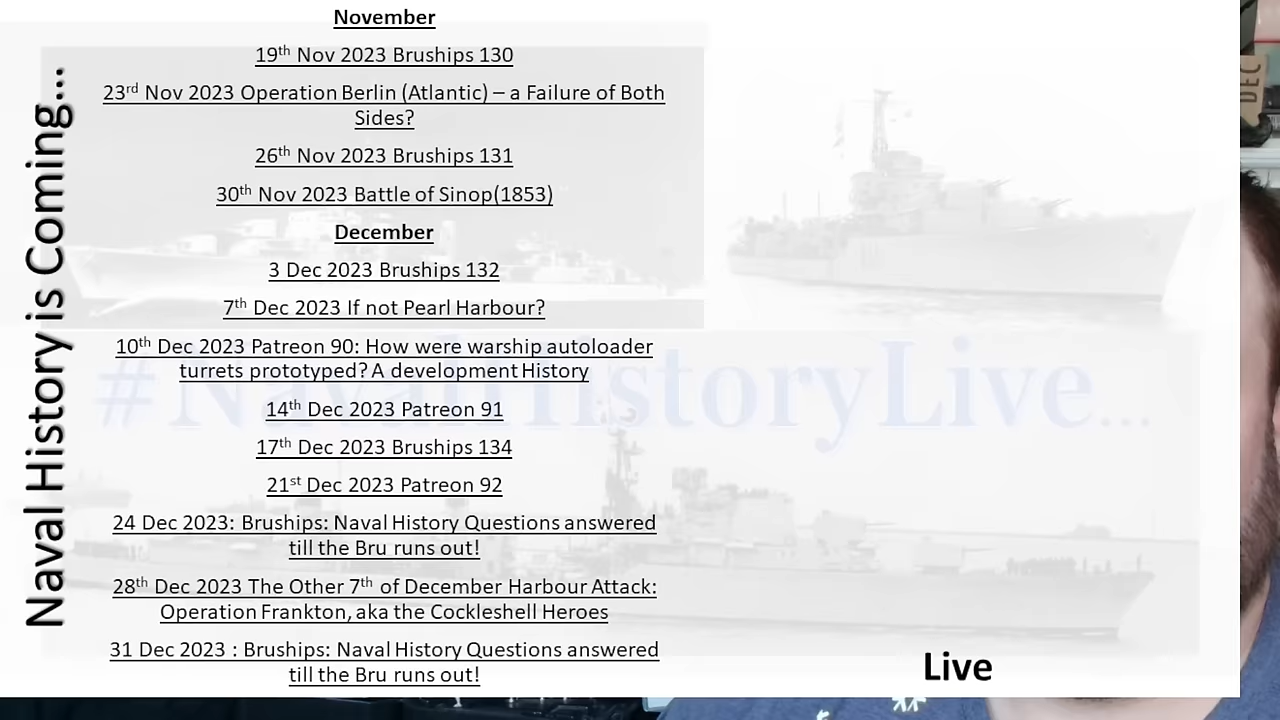 November
19th Nov 2023 Bruships 130
23rd Nov 2023 Operation Berlin (Atlantic) – a Failure of Both
Sides?
26th Nov 2023 Bruships 131
30th Nov 2023 Battle of Sinop(1853)
December
3 Dec 2023 Bruships 132
7th Dec 2023 If not Pearl Harbour?
10th Dec 2023 Patreon 90: How were warship autoloader
turrets prototyped? A development History
14th Dec 2023 Patreon 91
17th Dec 2023 Bruships 134
21st Dec 2023 Patreon 92
24 Dec 2023: Bruships: Naval History Questions answered
till the Bru runs out!
28th Dec 2023 The Other 7th of December Harbour Attack:
Operation Frankton, aka the Cockleshell Heroes
31 Dec 2023 : Bruships: Naval History Questions answered
till the Bru runs out!
Naval History is Coming...
#NavalHistoryLive...
Live
DEC